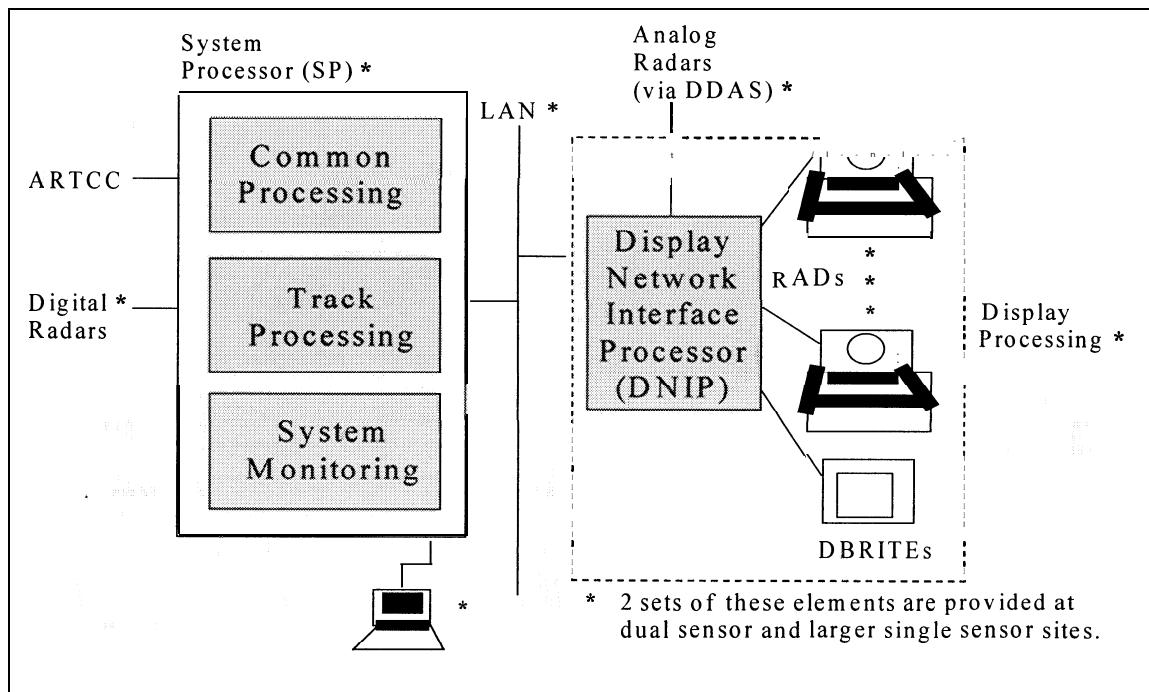 System
Processor (SP) *
Analog
Radars
(via DDAS) *
LAN *
ARTCC
Common
Processing
Digital *
Radars
Track
Processing
System
Monitoring
Display
Network
Interface
Processor
(DNIP)
RADs
*
*
*
Display
Processing *
DBRITEs
*
* 2 sets of these elements are provided at
dual sensor and larger single sensor sites.